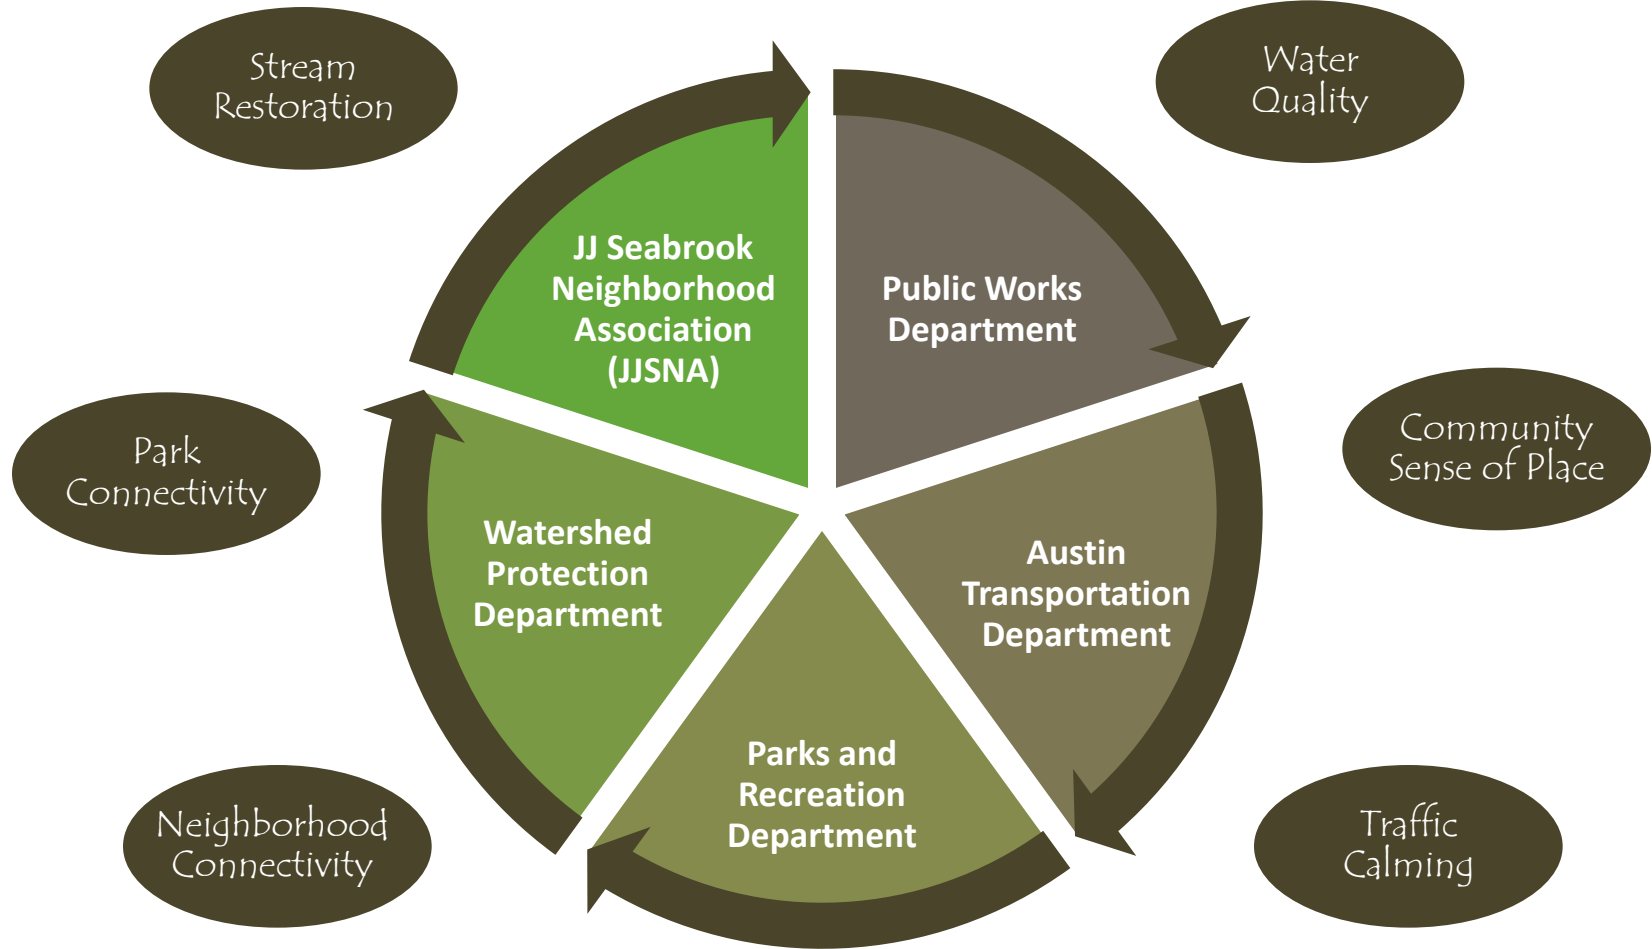 Stream
Restoration
Water
Quality
JJ Seabrook
Neighborhood
Association
(JJSNA)
Public Works
Department
Park
Connectivity
Community
Sense of Place
Watershed
Protection
Department
Austin
Transportation
Department
Parks and
Recreation
Department
Neighborhood
Connectivity
Traffic
Calming